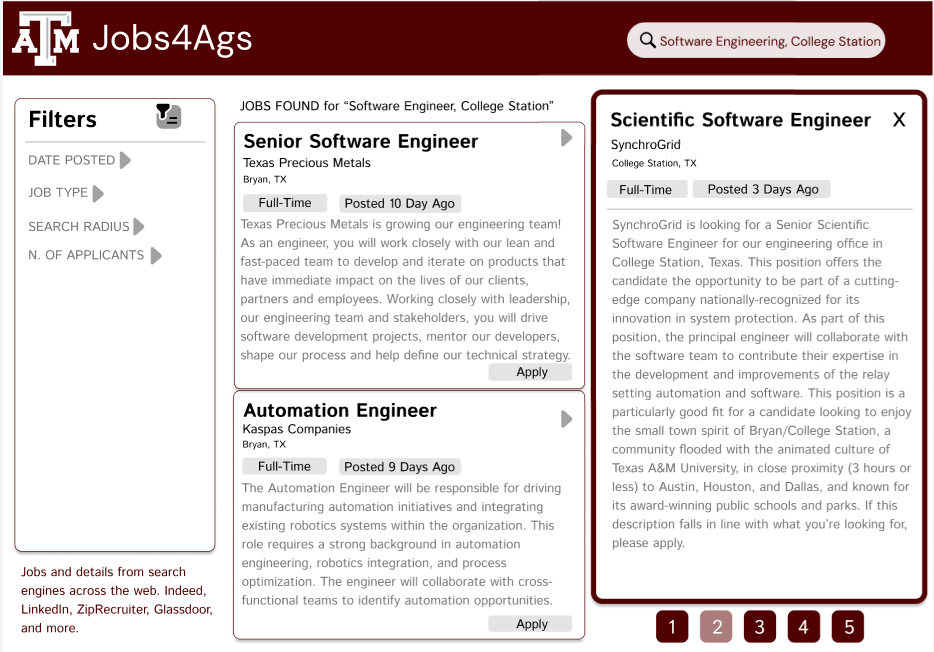 ATM Jobs4Ags
Software Engineering, College Station
Filters
DATE POSTED
JOB TYPE
SEARCH RADIUS
N. OF APPLICANTS
Jobs and details from search
engines across the web. Indeed,
LinkedIn, ZipRecruiter, Glassdoor,
and more.
JOBS FOUND for “Software Engineer, College Station”
Senior Software Engineer
Texas Precious Metals
Bryan, TX
Full-Time Posted 10 Day Ago
Texas Precious Metals is growing our engineering team!
As an engineer, you will work closely with our lean and
fast-paced team to develop and iterate on products that
have immediate impact on the lives of our clients,
partners and employees. Working closely with leadership,
our engineering team and stakeholders, you will drive
software development projects, mentor our developers,
shape our process and help define our technical strategy.
Apply
Automation Engineer
Kaspas Companies
Bryan, TX
Full-Time Posted 9 Days Ago
The Automation Engineer will be responsible for driving
manufacturing automation initiatives and integrating
existing robotics systems within the organization. This
role requires a strong background in automation
engineering, robotics integration, and process
optimization. The engineer will collaborate with cross-
functional teams to identify automation opportunities.
Apply
Scientific Software Engineer X
SynchroGrid
College Station, TX
Full-Time Posted 3 Days Ago
SynchroGrid is looking for a Senior Scientific
Software Engineer for our engineering office in
College Station, Texas. This position offers the
candidate the opportunity to be part of a cutting-
edge company nationally-recognized for its
innovation in system protection. As part of this
position, the principal engineer will collaborate with
the software team to contribute their expertise in
the development and improvements of the relay
setting automation and software. This position is a
particularly good fit for a candidate looking to enjoy
the small town spirit of Bryan/College Station, a
community flooded with the animated culture of
Texas A&M University, in close proximity (3 hours or
less) to Austin, Houston, and Dallas, and known for
its award-winning public schools and parks. If this
description falls in line with what you’re looking for,
please apply.
1 2 3 4 5